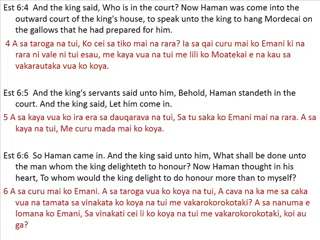 Est 6:4  And the king said, Who is in the court? Now Haman was come into the
outward court of the king's house, to speak unto the king to hang Mordecai on
the gallows that he had prepared for him.
4 A sa taroga na tui, Ko cei sa tiko mai na rara? Ia sa qai curu mai ko Emani ki na
rara ni vale ni tui esau, me kaya vua na tui me lili ko Moatekai e na kau sa
vakarautaka vua ko koya.
Est 6:5  And the king's servants said unto him, Behold, Haman standeth in the
court. And the king said, Let him come in.
5 A sa kaya vua ko ira era sa dauqarava na tui, Sa tu saka ko Emani mai na rara. A sa
kaya na tui, Me curu madamai ko koya.
Est 6:6  So Haman came in. And the king said unto him, What shall be done unto
the man whom the king delighteth to honour? Now Haman thought in his
heart, To whom would the king delight to do honour more than to myself?
6 A sa curu mai ko Emani. A sa taroga vua ko koya na tui, A cava na ka me sa caka
vua na tamata sa vinakata ko koya na tui me vakarokorokotaki? A sa nanuma e
lomana ko Emani, Sa vinakati cei li ko koya na tui me vakarokorokotaki, koi au
ga?